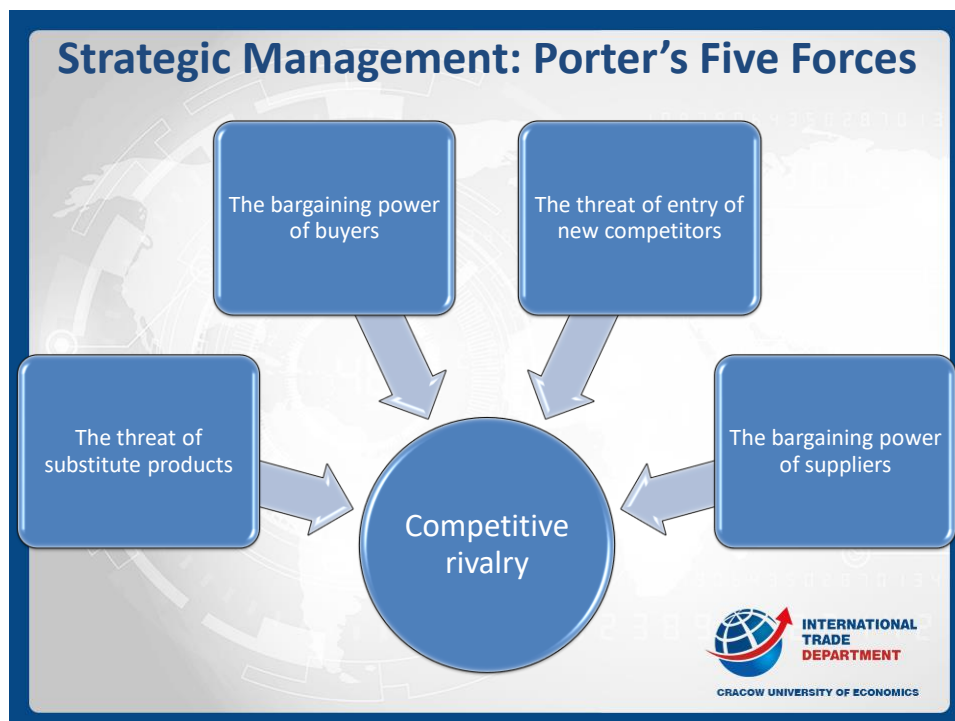 Strategic Management: Porter's Five Forces
The bargaining power
of buyers
The threat of entry of
new competitors
The threat of
substitute products
The bargaining power
of suppliers
Competitive
rivalry
INTERNATIONAL
TRADE
DEPARTMENT
CRACOW UNIVERSITY OF ECONOMICS